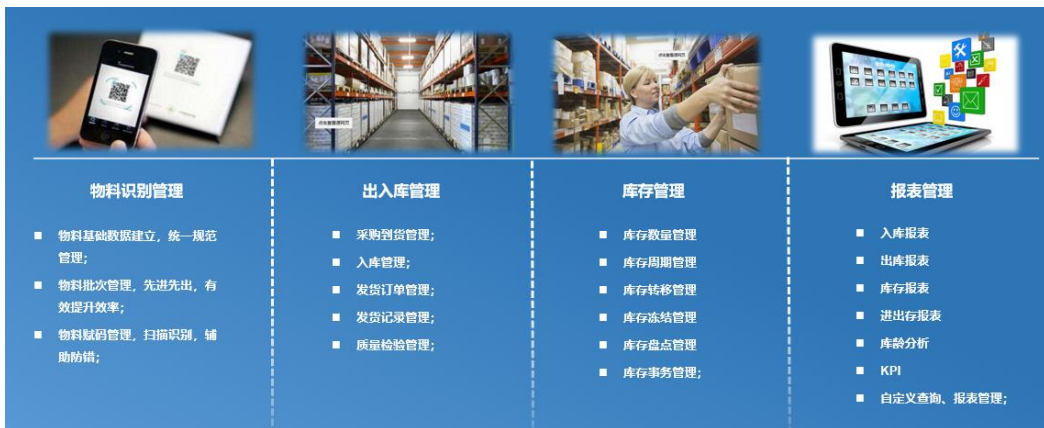 物料识别管理
物料基础数据建立，统一规范
管理;
物料批次管理，先进先出，有
效提升效率;
物料赋码管理，扫描识别，辅
助防错;
出入库管理
采购到货管理;
入库管理;
发货订单管理;
发货记录管理;
质量检验管理;
库存管理
库存数量管理
库存周期管理
库存转移管理
库存冻结管理
库存盘点管理
库存事务管理;
报表管理
入库报表
出库报表
库存报表
进出存报表
库龄分析
KPI
自定义查询、报表管理;